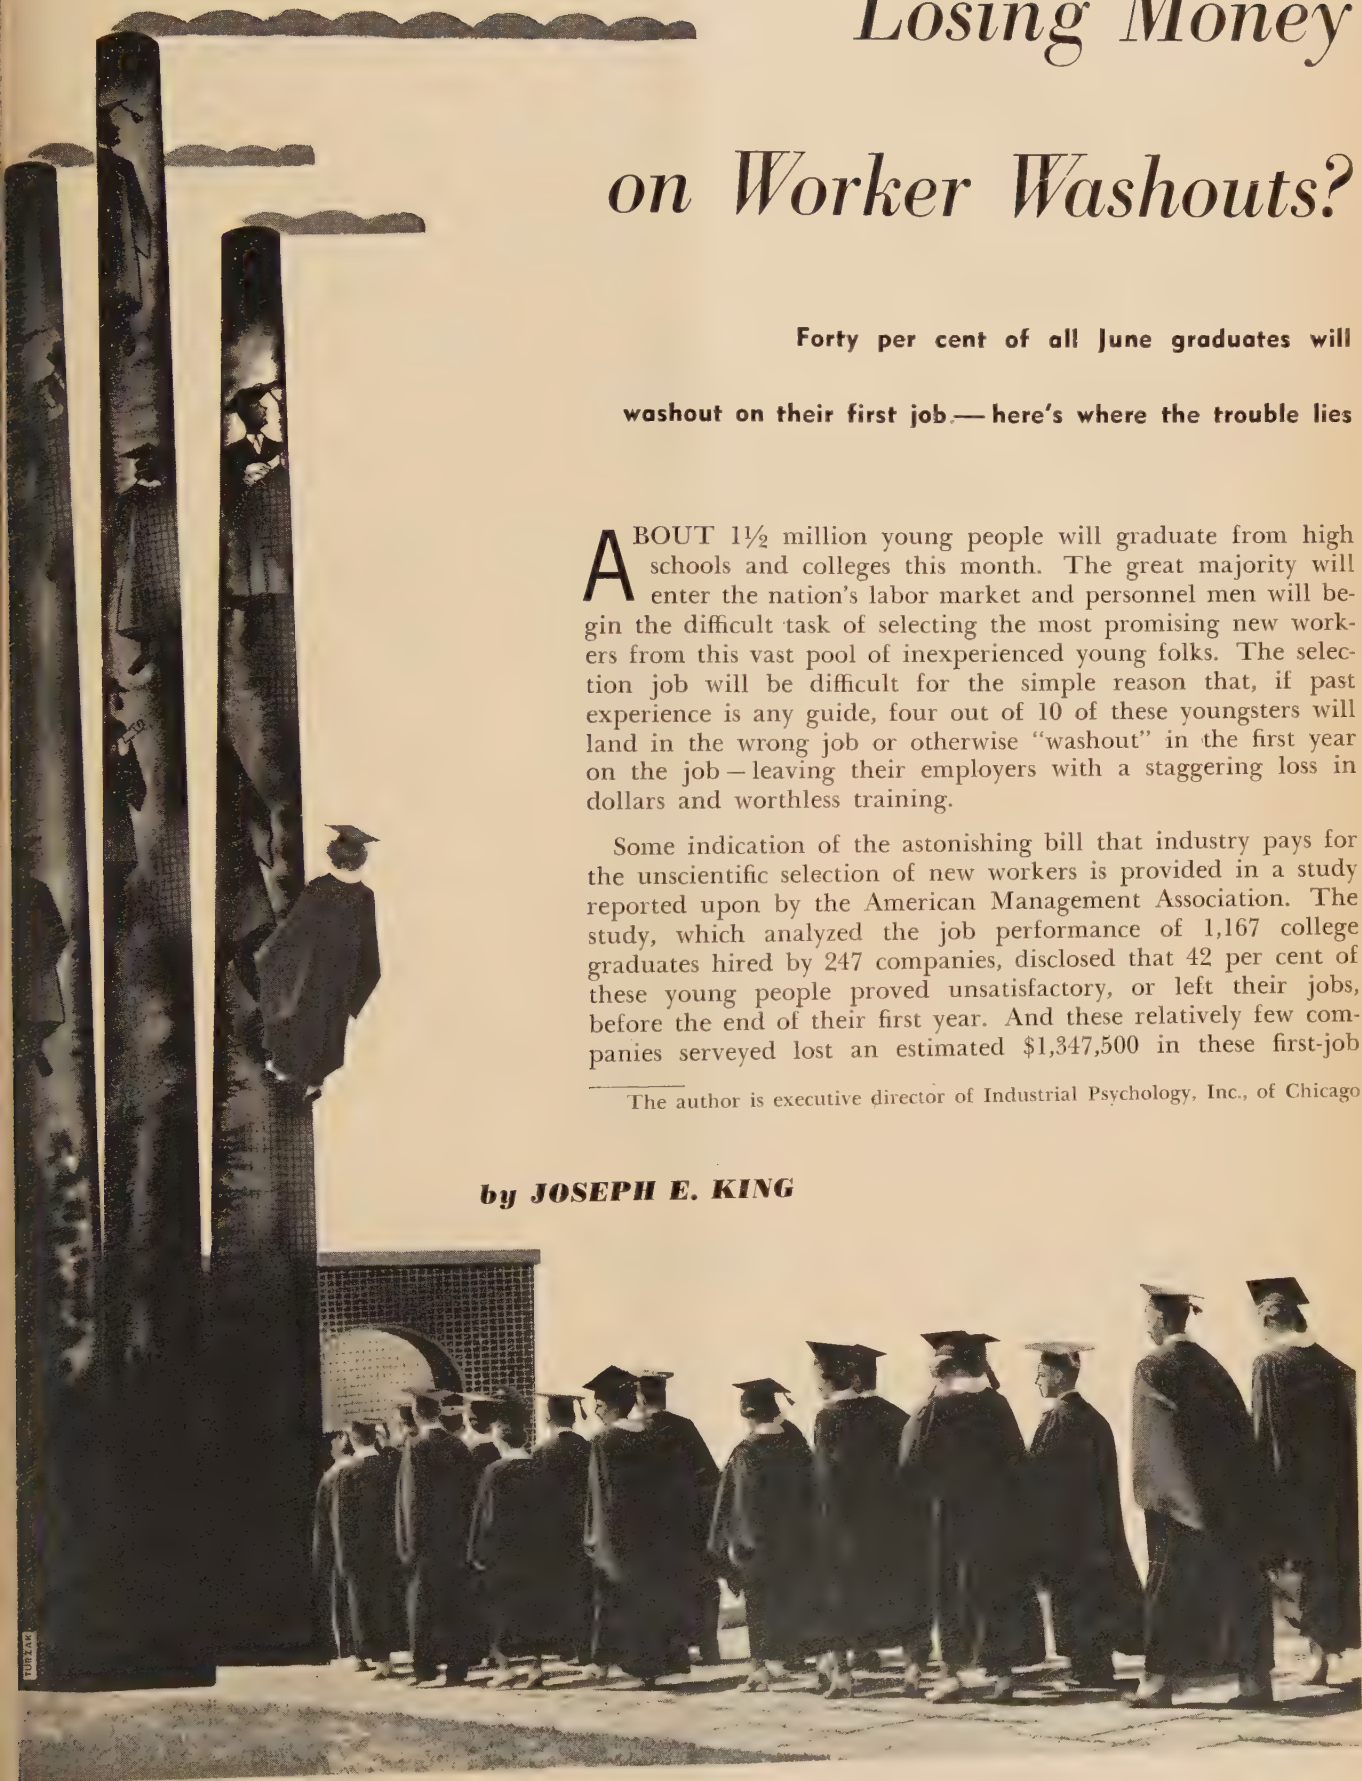 Losing Money
on Worker Washouts?
Forty per cent of all June graduates will
washout on their first job.— here's where the trouble lies
ABOUT 1½ million young people will graduate from high
schools and colleges this month. The great majority will
enter the nation's labor market and personnel men will be-
gin the difficult task of selecting the most promising new work-
ers from this vast pool of inexperienced young folks. The selec-
tion job will be difficult for the simple reason that, if past
experience is any guide, four out of 10 of these youngsters will
land in the wrong job or otherwise "washout" in the first year
on the job — leaving their employers with a staggering loss in
dollars and worthless training.
Some indication of the astonishing bill that industry pays for
the unscientific selection of new workers is provided in a study
reported upon by the American Management Association. The
study, which analyzed the job performance of 1,167 college
graduates hired by 247 companies, disclosed that 42 per cent of
these young people proved unsatisfactory, or left their jobs,
before the end of their first year. And these relatively few com-
panies serveyed lost an estimated $1,347,500 in these first-job
The author is executive director of Industrial Psychology, Inc., of Chicago
by JOSEPH E. KING
TURZAK